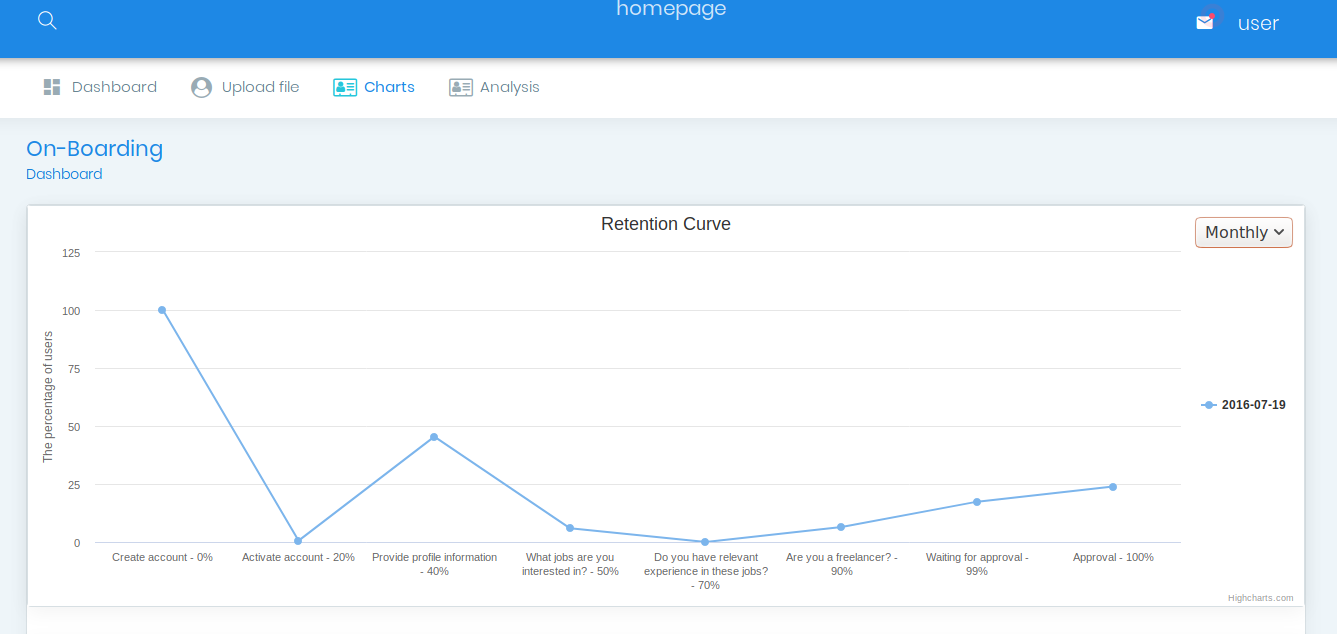 homepage
user
Dashboard
Upload file
Charts
Analysis
On-Boarding
Dashboard
Retention Curve
Monthly
The percentage of users
125
100
75
50
25
0
Create account - 0%
Activate account - 20%
Provide profile information
- 40%
What jobs are you
interested in? - 50%
Do you have relevant
experience in these jobs?
- 70%
Are you a freelancer? -
90%
Waiting for approval -
99%
Approval - 100%
2016-07-19
Highcharts.com